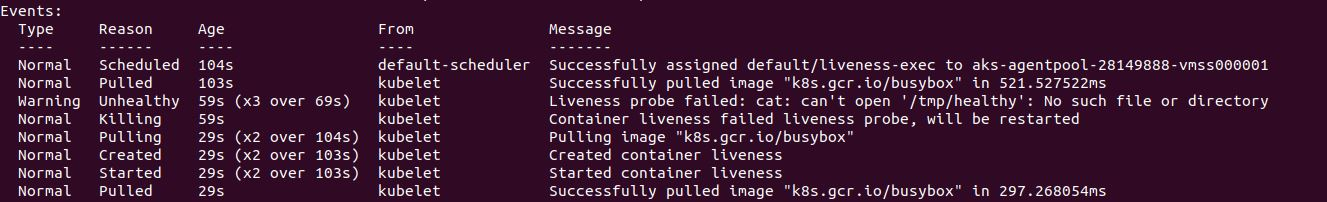 Events:
  Type     Reason     Age                  From               Message
  ----     ------     ----                 ----               -------
  Normal   Scheduled  104s                 default-scheduler  Successfully assigned default/liveness-exec to aks-agentpool-28149888-vmss000001
  Normal   Pulled     103s                 kubelet            Successfully pulled image "k8s.gcr.io/busybox" in 521.527522ms
  Warning  Unhealthy  59s (x3 over 69s)    kubelet            Liveness probe failed: cat: can't open '/tmp/healthy': No such file or directory
  Normal   Killing    59s                  kubelet            Container liveness failed liveness probe, will be restarted
  Normal   Pulling    29s (x2 over 104s)   kubelet            Pulling image "k8s.gcr.io/busybox"
  Normal   Created    29s (x2 over 103s)   kubelet            Created container liveness
  Normal   Started    29s (x2 over 103s)   kubelet            Started container liveness
  Normal   Pulled     29s                  kubelet            Successfully pulled image "k8s.gcr.io/busybox" in 297.268054ms